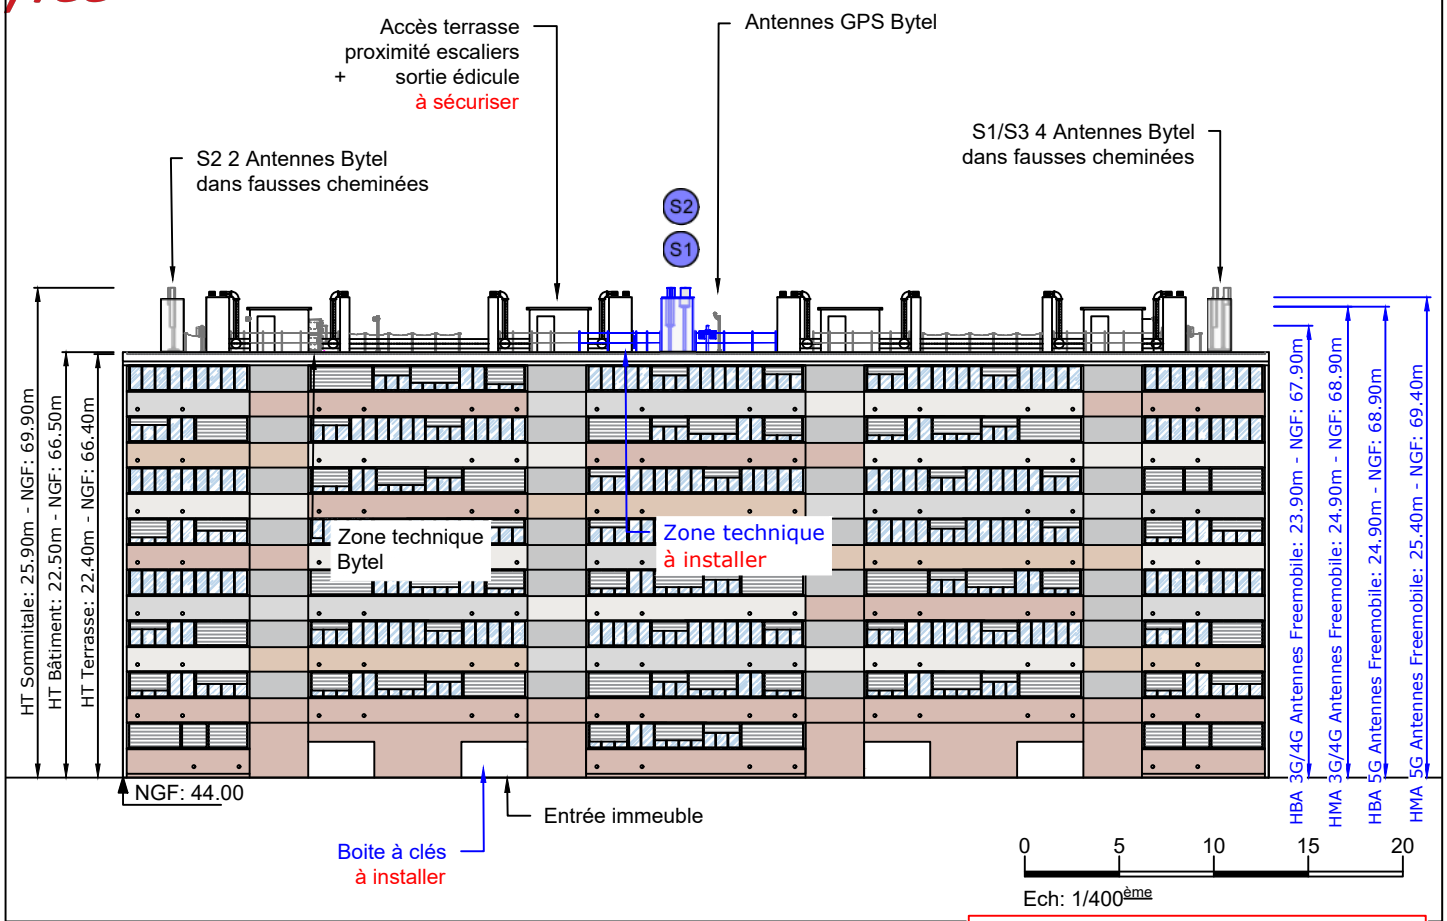 Accès terrasse
proximité escaliers
+ sortie édicule
à sécuriser
Antennes GPS Bytel
S2 2 Antennes Bytel
dans fausses cheminées
S1/S3 4 Antennes Bytel
dans fausses cheminées
S2
S1
HT Sommitale: 25.90m - NGF: 69.90m
HT Bâtiment: 22.50m - NGF: 66.50m
HT Terrasse: 22.40m - NGF: 66.40m
Zone technique
Bytel
Zone technique
à installer
HBA 3G/4G Antennes Freemobile: 23.90m - NGF: 67.90m
HMA 3G/4G Antennes Freemobile: 24.90m - NGF: 68.90m
HBA 5G Antennes Freemobile: 24.90m - NGF: 68.90m
HMA 5G Antennes Freemobile: 25.40m - NGF: 69.40m
NGF: 44.00
Entrée immeuble
Boite à clés
à installer
0 5 10 15 20
Ech: 1/400ème